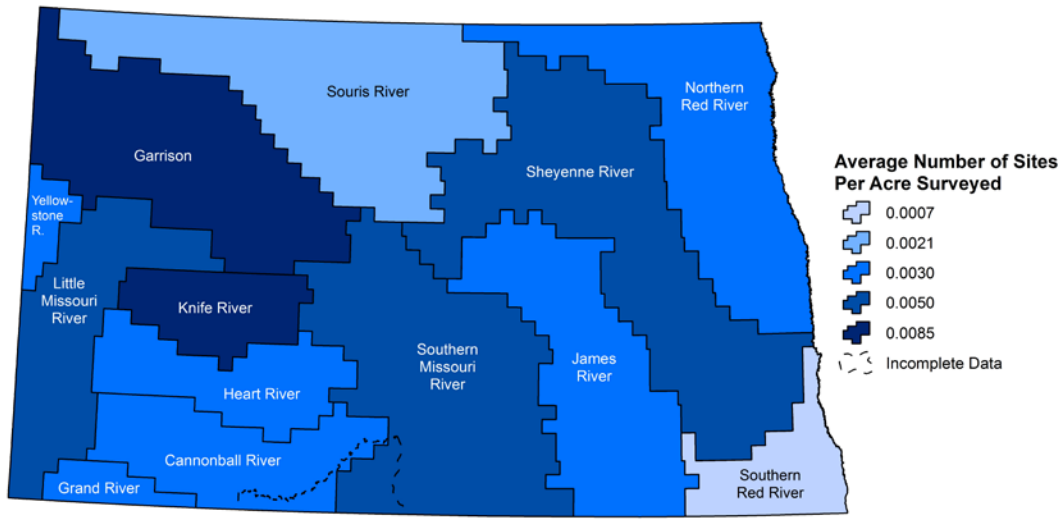 Souris River
Northern
Red River
Garrison
Sheyenne River
Yellow-
stone
R.
Little
Missouri
River
Knife River
Southern
Missouri
River
James
River
Heart River
Cannonball River
Grand River
Southern
Red River
Average Number of Sites
Per Acre Surveyed
0.0007
0.0021
0.0030
0.0050
0.0085
Incomplete Data